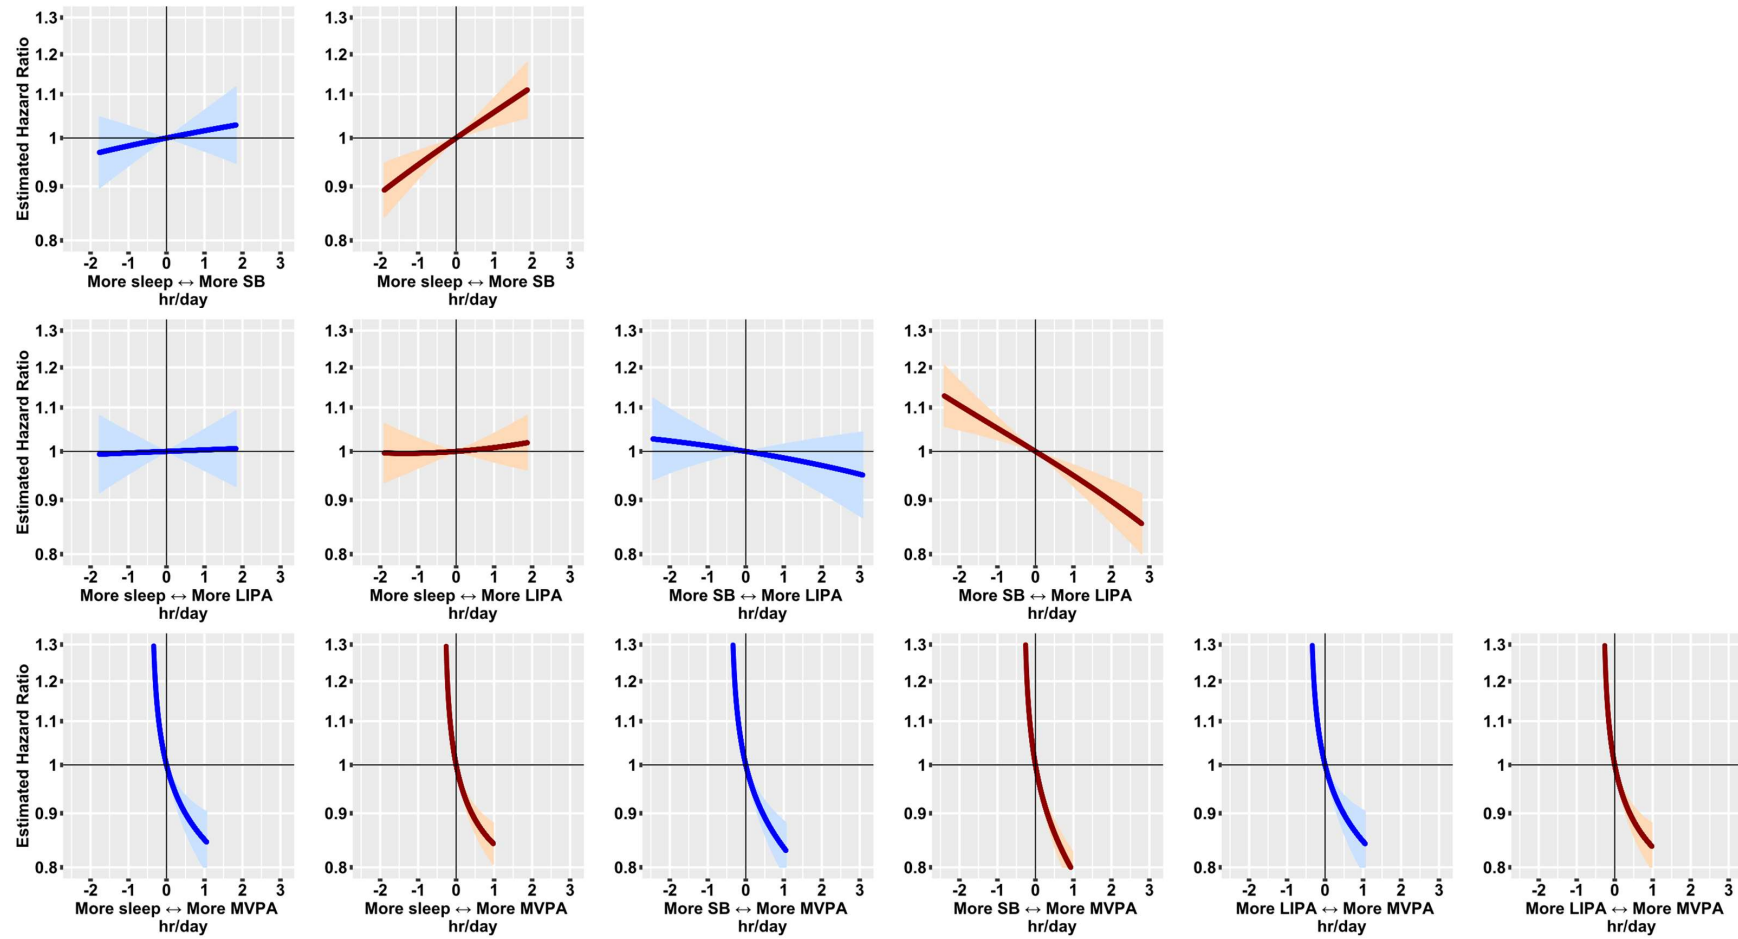 1.3
1.2
1.1
1
0.9
0.8
Estimated Hazard Ratio
-2 -1 0 1 2 3
More sleep ↔ More SB
hr/day
-2 -1 0 1 2 3
More sleep ↔ More SB
hr/day
1.3
1.2
1.1
1
0.9
0.8
Estimated Hazard Ratio
-2 -1 0 1 2 3
More sleep ↔ More LIPA
hr/day
1.3
1.2
1.1
1
0.9
0.8
-2 -1 0 1 2 3
More sleep ↔ More LIPA
hr/day
1.3
1.2
1.1
1
0.9
0.8
-2 -1 0 1 2 3
More SB ↔ More LIPA
hr/day
1.3
1.2
1.1
1
0.9
0.8
-2 -1 0 1 2 3
More SB ↔ More LIPA
hr/day
1.3
1.2
1.1
1
0.9
0.8
Estimated Hazard Ratio
-2 -1 0 1 2 3
More sleep ↔ More MVPA
hr/day
1.3
1.2
1.1
1
0.9
0.8
-2 -1 0 1 2 3
More sleep ↔ More MVPA
hr/day
1.3
1.2
1.1
1
0.9
0.8
-2 -1 0 1 2 3
More SB ↔ More MVPA
hr/day
1.3
1.2
1.1
1
0.9
0.8
-2 -1 0 1 2 3
More SB ↔ More MVPA
hr/day
1.3
1.2
1.1
1
0.9
0.8
-2 -1 0 1 2 3
More LIPA ↔ More MVPA
hr/day
1.3
1.2
1.1
1
0.9
0.8
-2 -1 0 1 2 3
More LIPA ↔ More MVPA
hr/day
1.3
1.2
1.1
1
0.9
0.8